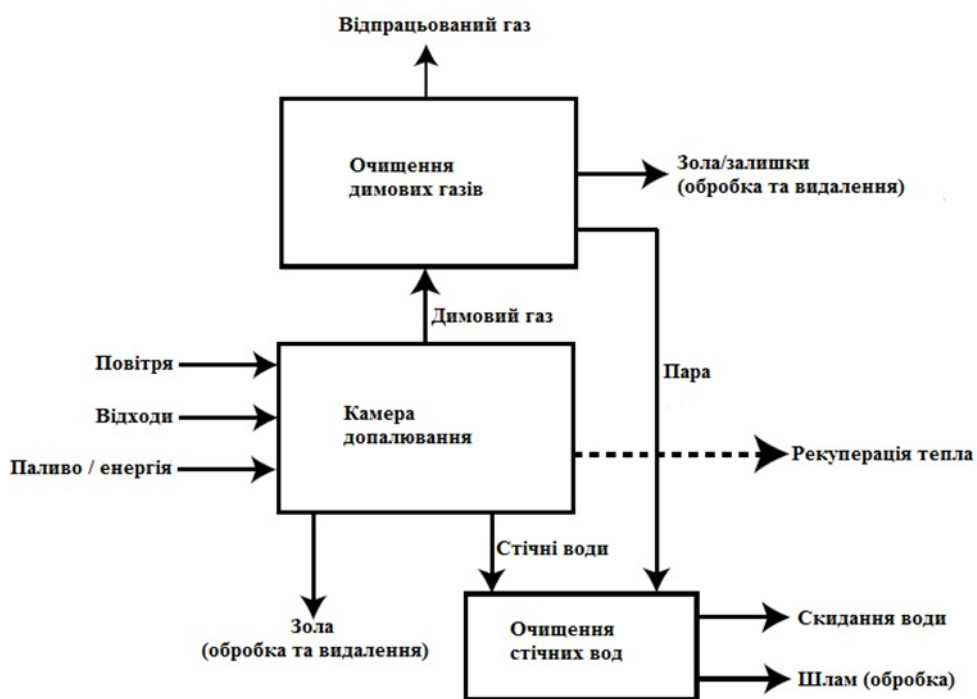 Відпрацьований газ
Очищення
димових газів
Зола/залишки
(обробка та видалення)
Димовий газ
Повітря
Відходи
Паливо / енергія
Камера
допалювання
Пара
Рекуперація тепла
Стічні води
Зола
(обробка та видалення)
Очищення
стічних вод
Скидання води
Шлам (обробка)